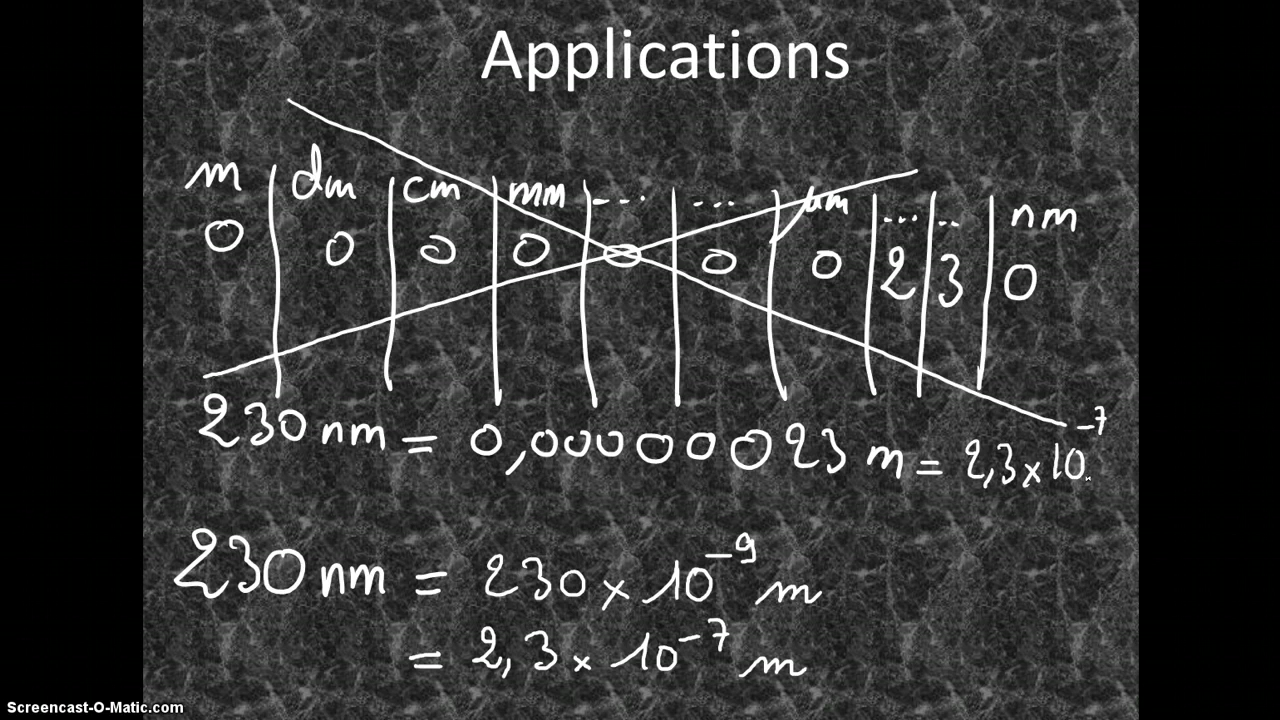 Applications
m dm cm mm ... ... µm ... .. nm
0 0 0 0 0 0 0 2 3 0
230 nm = 0,00000023 m = 2,3 x 10⁻⁷
230 nm = 230 x 10⁻⁹ m
= 2,3 x 10⁻⁷ m
Screencast-O-Matic.com